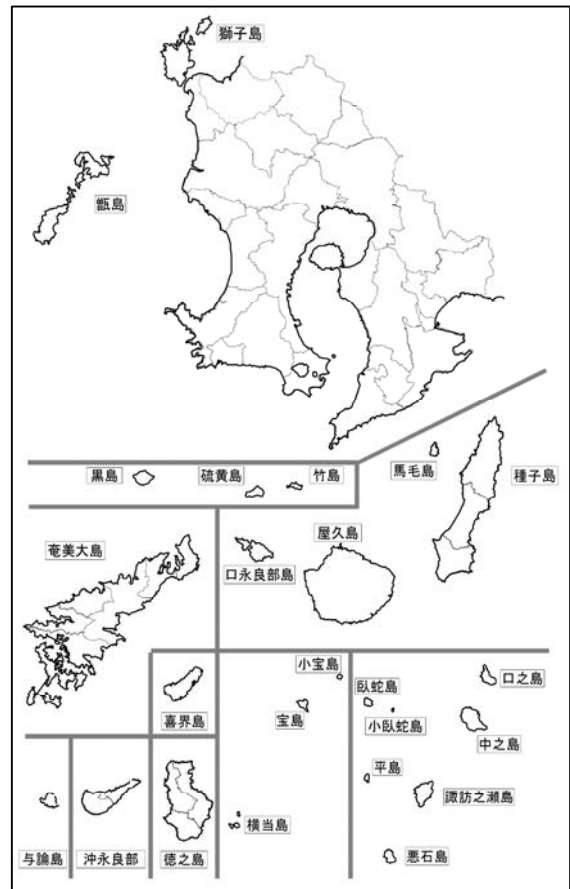 獅子島
甑島
馬毛島
種子島
黒島
硫黄島
竹島
屋久島
口永良部島
奄美大島
喜界島
小宝島
宝島
臥蛇島
小臥蛇島
口之島
中之島
平島
諏訪之瀬島
悪石島
横当島
与論島
沖永良部
徳之島